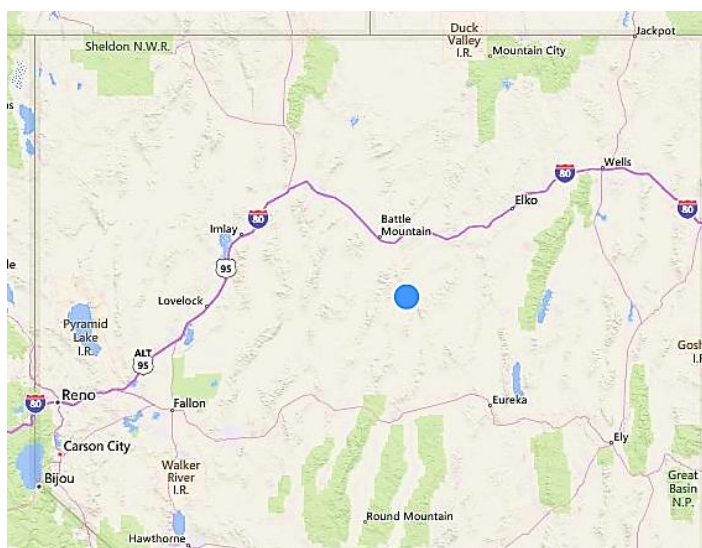 Sheldon N.W.R.
Duck
Valley
I.R.
Mountain City
Jackpot
80
Wells
80
Elko
80
Imlay
Battle
Mountain
95
Lovelock
Pyramid
Lake
I.R.
ALT
95
80
Reno
Fallon
Eureka
Carson City
Ely
Walker
River
I.R.
Bijou
Great
Basin
N.P.
Round Mountain
Hawthorne